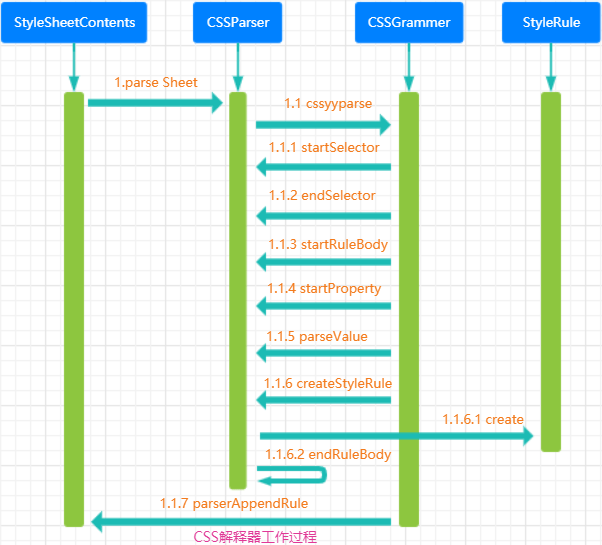 StyleSheetContents
CSSParser
CSSGrammer
StyleRule
1.parse Sheet
1.1 cssyyparse
1.1.1 startSelector
1.1.2 endSelector
1.1.3 startRuleBody
1.1.4 startProperty
1.1.5 parseValue
1.1.6 createStyleRule
1.1.6.1 create
1.1.6.2 endRuleBody
1.1.7 parserAppendRule
CSS解释器工作过程